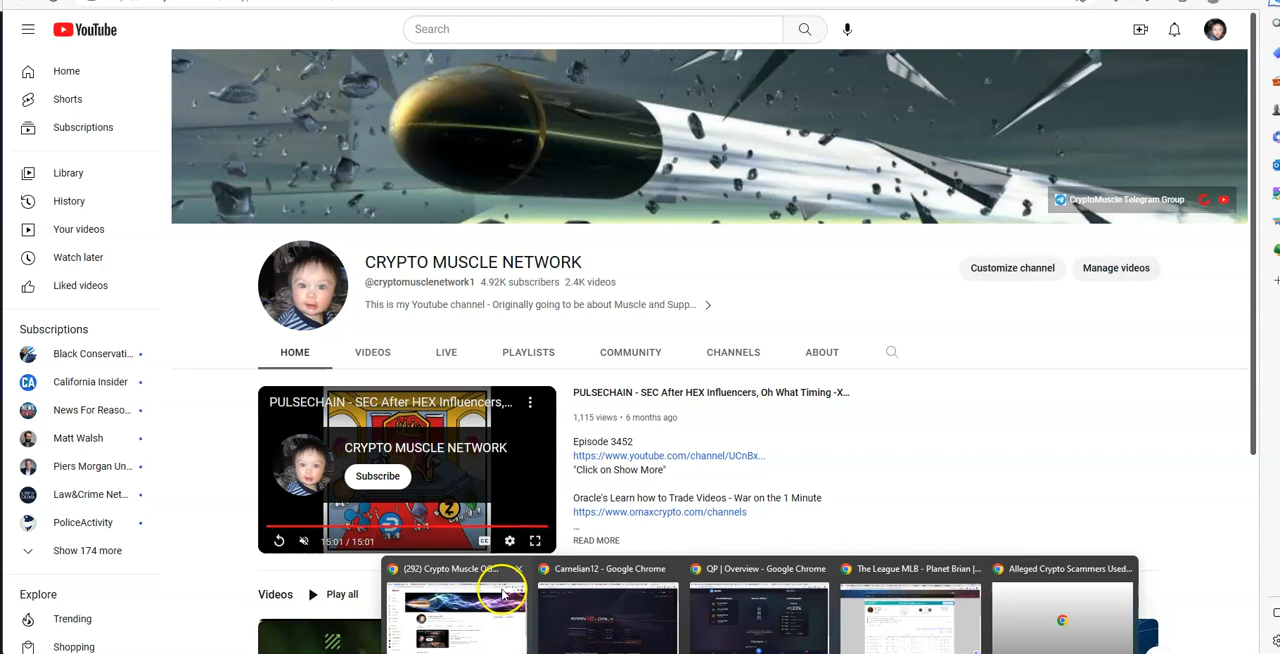 YouTube
Search
Home
Shorts
Subscriptions
Library
History
Your videos
Watch later
Liked videos
Subscriptions
Black Conservati...
California Insider
News For Reaso...
Matt Walsh
Piers Morgan Un...
Law&Crime Net...
PoliceActivity
Show 174 more
Explore
Trending
Shopping
CryptoMuscle Telegram Group
CRYPTO MUSCLE NETWORK
@cryptomusclenetwork1 4.92K subscribers 2.4K videos
This is my Youtube channel - Originally going to be about Muscle and Supp...
Customize channel
Manage videos
HOME VIDEOS LIVE PLAYLISTS COMMUNITY CHANNELS ABOUT
PULSECHAIN - SEC After HEX Influencers,...
CRYPTO MUSCLE NETWORK
Subscribe
15:01 / 15:01
PULSECHAIN - SEC After HEX Influencers, Oh What Timing -X...
1,115 views • 6 months ago
Episode 3452
https://www.youtube.com/channel/UCnBx...
"Click on Show More"
Oracle's Learn how to Trade Videos - War on the 1 Minute
https://www.omaxcrypto.com/channels
...
READ MORE
Videos Play all
(292) Crypto Muscle
Carnelian12 - Google Chrome
QP | Overview - Google Chrome
The League MLB - Planet Brian |...
Alleged Crypto Scammers Used...